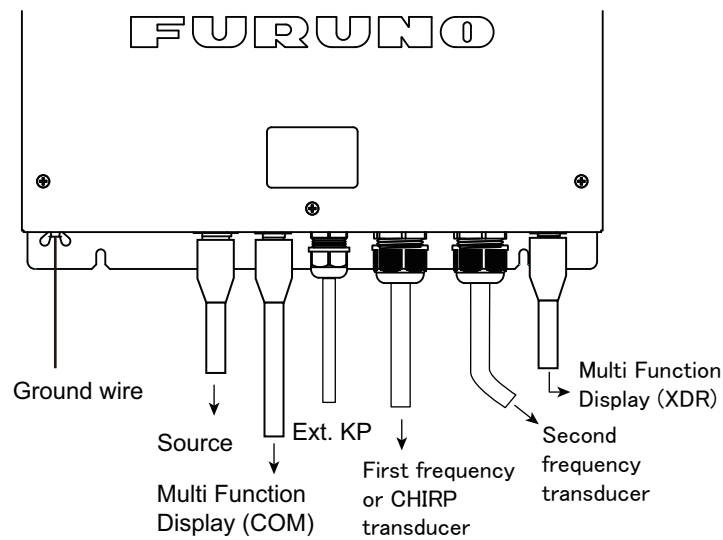 FURUNO
Ground wire
Source
Multi Function
Display (COM)
Ext. KP
First frequency
or CHIRP
transducer
Second
frequency
transducer
Multi Function
Display (XDR)